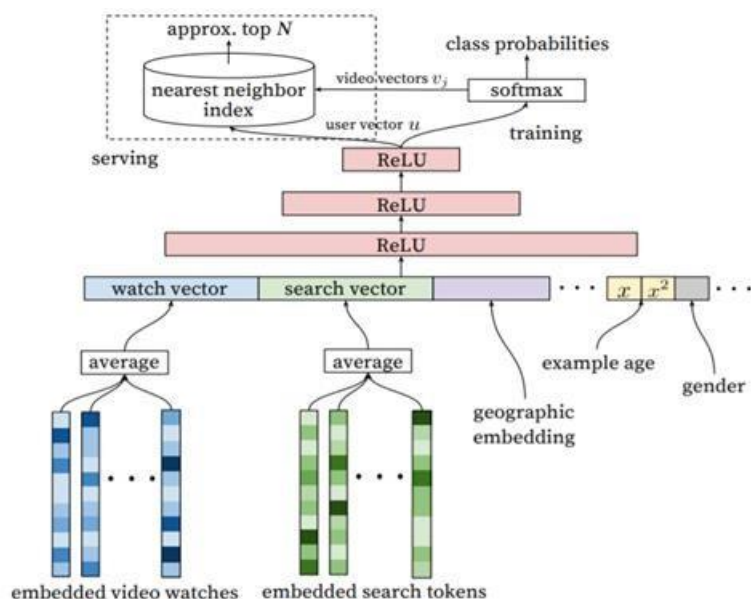 approx. top N
class probabilities
nearest neighbor
index
video vectors vⱼ
softmax
user vector u
training
serving
ReLU
ReLU
ReLU
watch vector
search vector
· · ·
x
x²
· · ·
average
average
example age
gender
geographic
embedding
· · ·
· · ·
embedded video watches
embedded search tokens